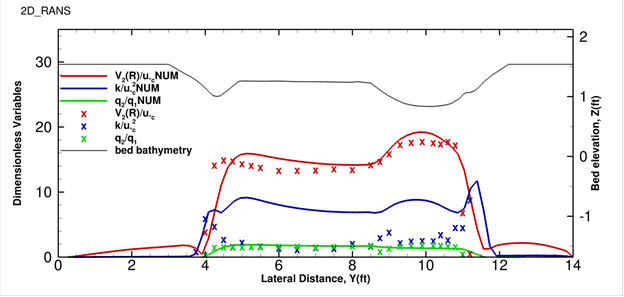 2D_RANS
Dimensionless Variables
30
20
10
0
V₂(R)/u*c NUM
k/u*c² NUM
q₂/q₁ NUM
V₂(R)/u*c
k/u*c²
q₂/q₁
bed bathymetry
2
1
0
-1
Bed elevation, Z(ft)
0 2 4 6 8 10 12 14
Lateral Distance, Y(ft)